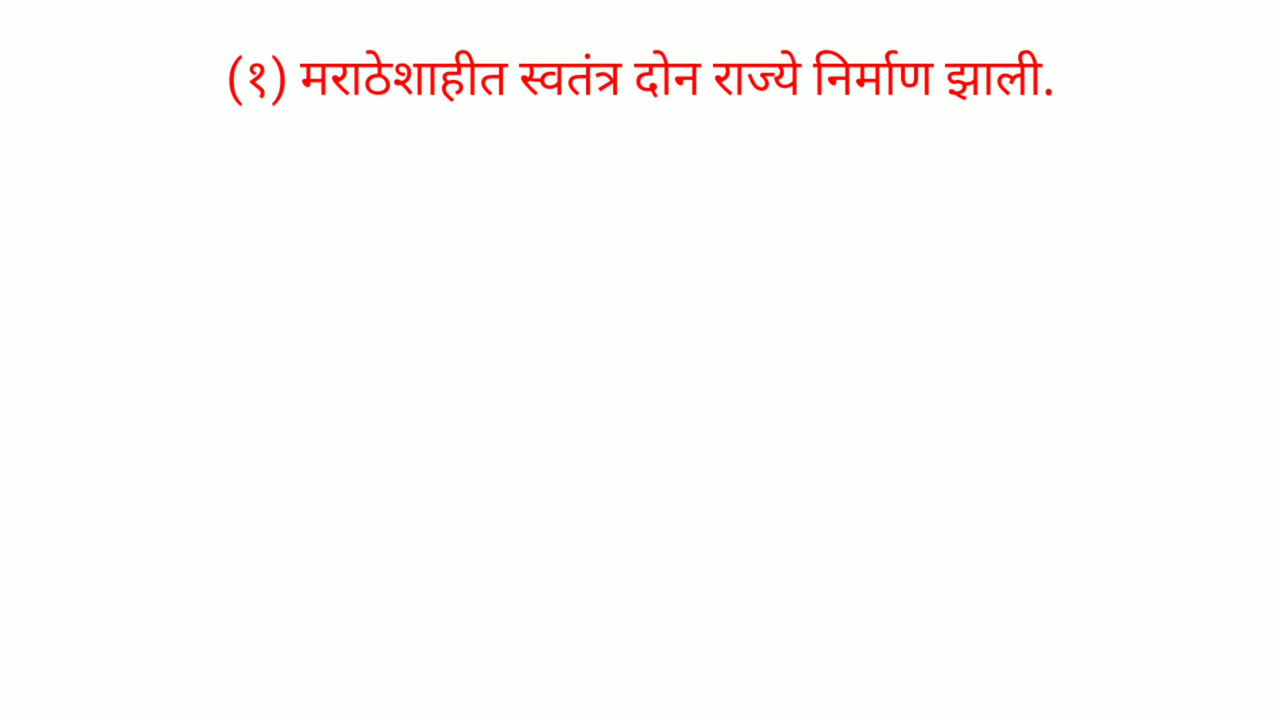 (१) मराठेशाहीत स्वतंत्र दोन राज्ये निर्माण झाली.